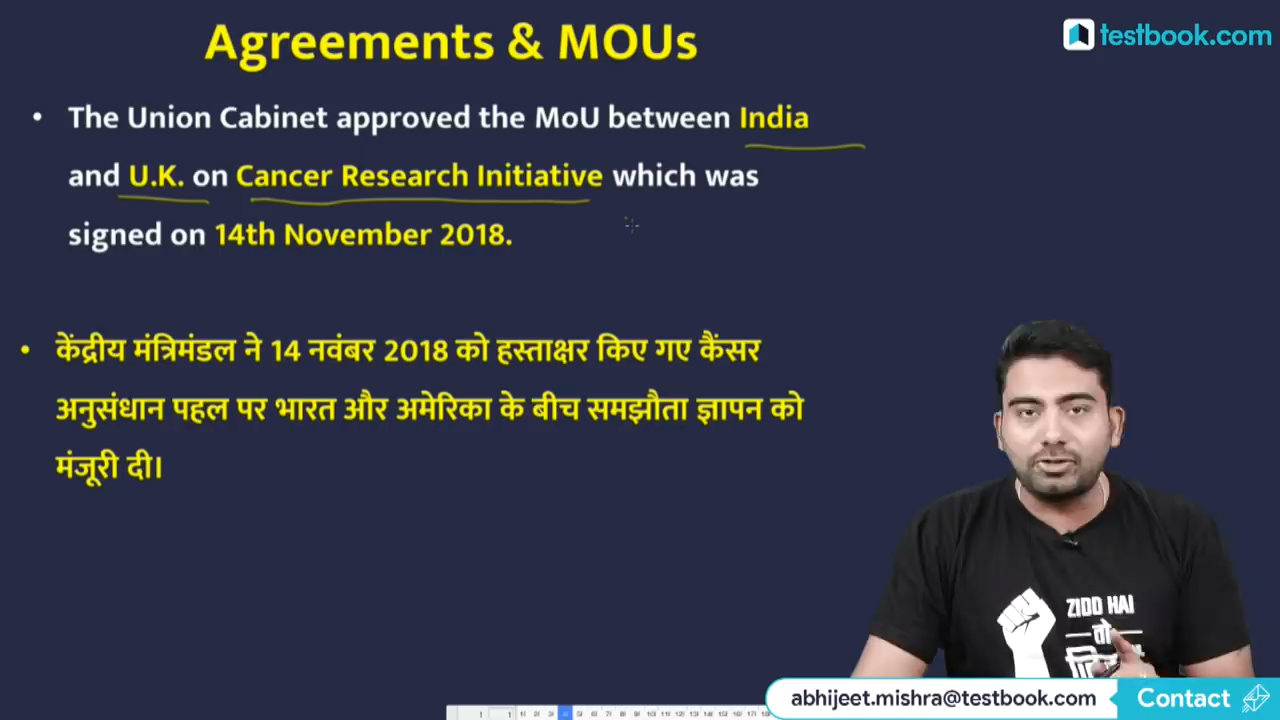 Agreements & MOUs
testbook.com
• The Union Cabinet approved the MoU between India
and U.K. on Cancer Research Initiative which was
signed on 14th November 2018.
• केंद्रीय मंत्रिमंडल ने 14 नवंबर 2018 को हस्ताक्षर किए गए कैंसर
अनुसंधान पहल पर भारत और अमेरिका के बीच समझौता ज्ञापन को
मंजूरी दी।
ZIDD HAI
तो
abhijeet.mishra@testbook.com Contact